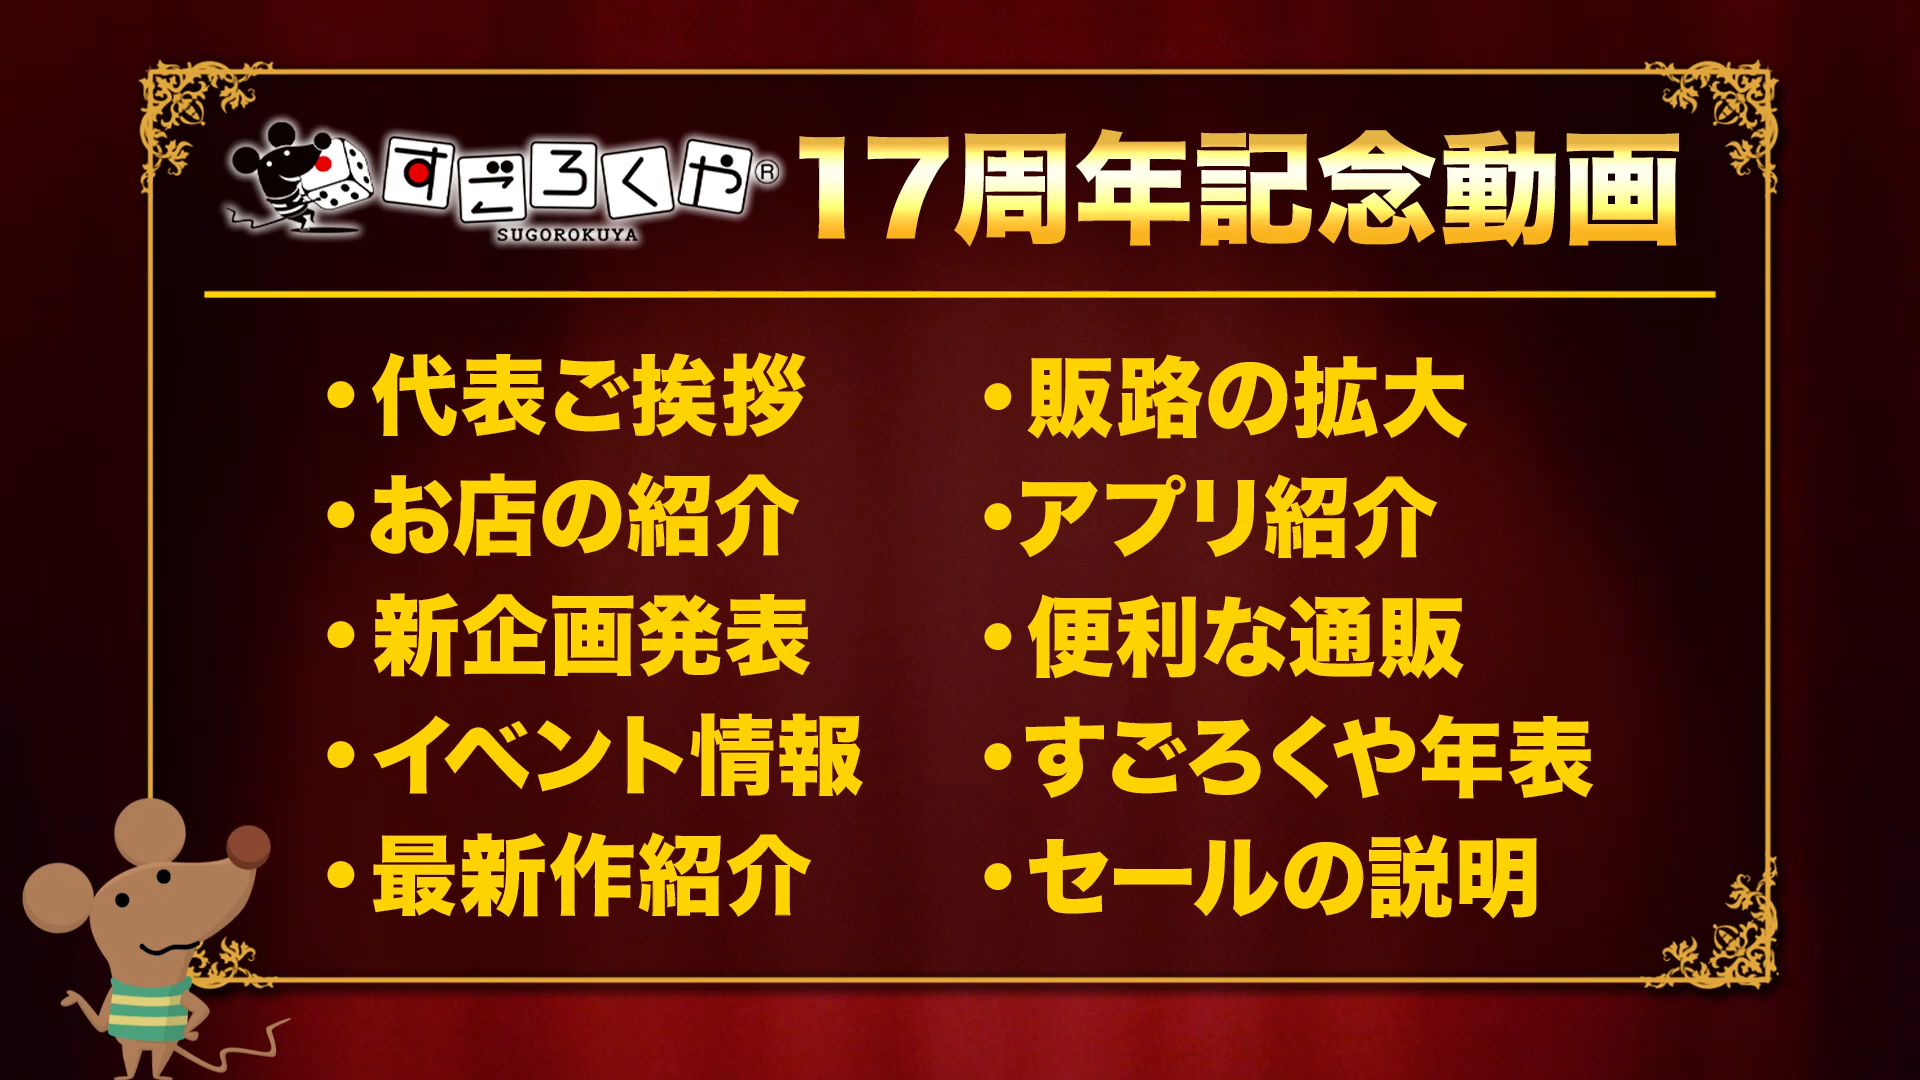 すごろくや® 17周年記念動画
SUGOROKUYA
・代表ご挨拶
・お店の紹介
・新企画発表
・イベント情報
・最新作紹介
・販路の拡大
・アプリ紹介
・便利な通販
・すごろくや年表
・セールの説明